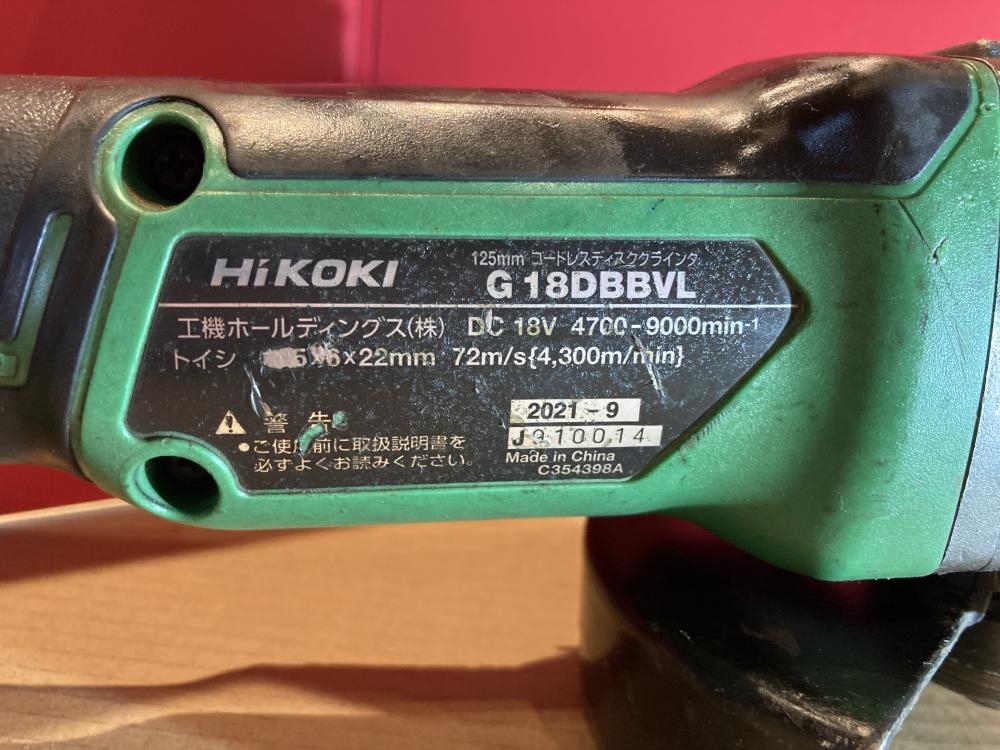 HiKOKI
125mm コードレスディスクグラインダ
G 18DBBVL
工機ホールディングス(株) DC 18V 4700-9000min-1
トイシ ×22mm 72m/s{4,300m/min}
警告
●ご使用前に取扱説明書を
必ずよくお読みください。
2021-9
J910014
Made in China
C354398A